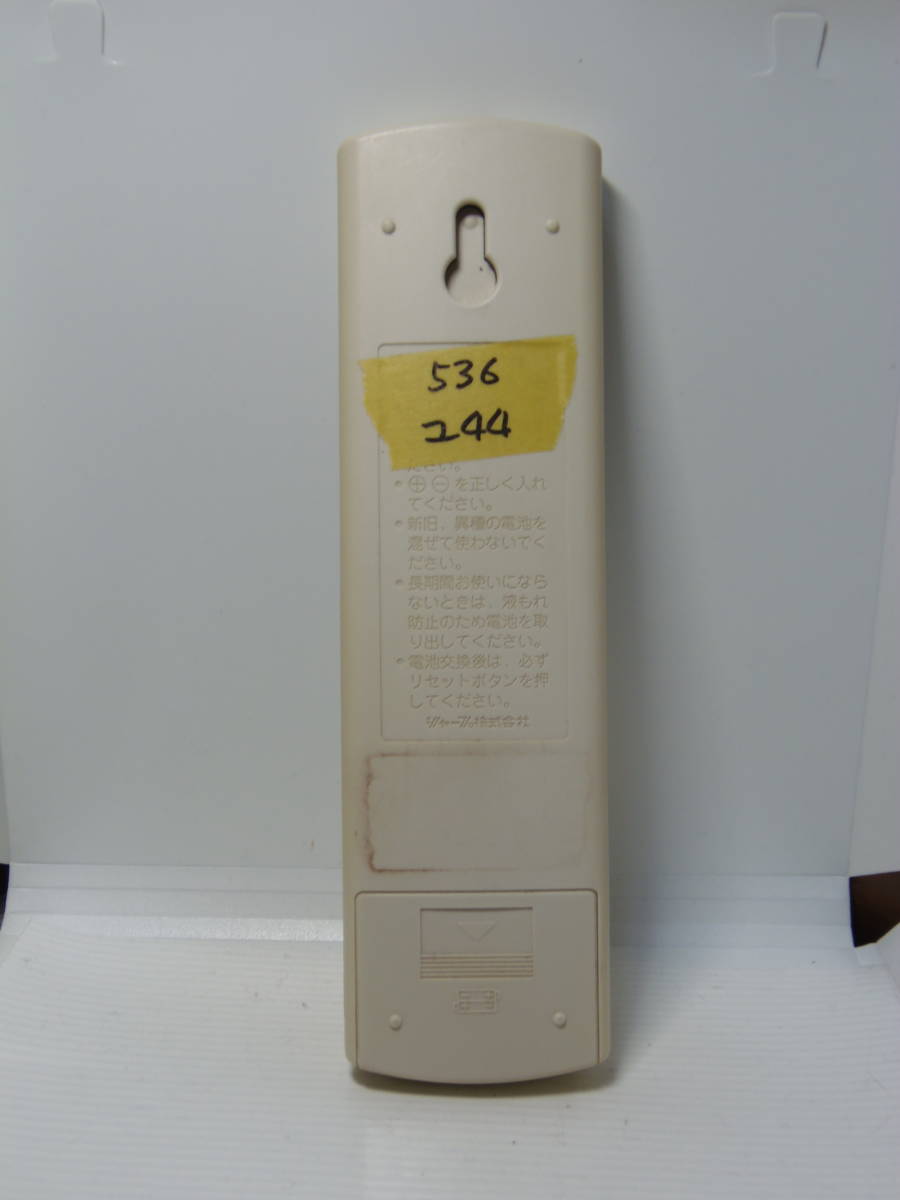 536
244
ださい。
• ⊕ ⊖ を正しく入れ
てください。
• 新旧、異種の電池を
混ぜて使わないでく
ださい。
• 長期間お使いになら
ないときは、液もれ
防止のため電池を取
り出してください。
• 電池交換後は、必ず
リセットボタンを押
してください。
シャープ株式会社